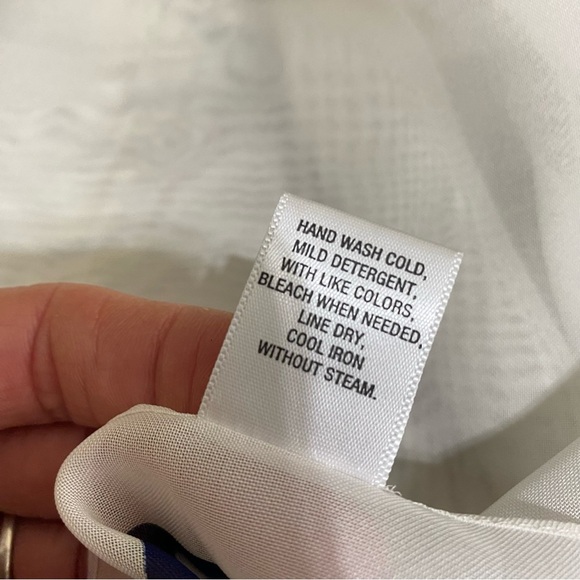 HAND WASH COLD,
MILD DETERGENT,
WITH LIKE COLORS,
BLEACH WHEN NEEDED,
LINE DRY,
COOL IRON
WITHOUT STEAM.